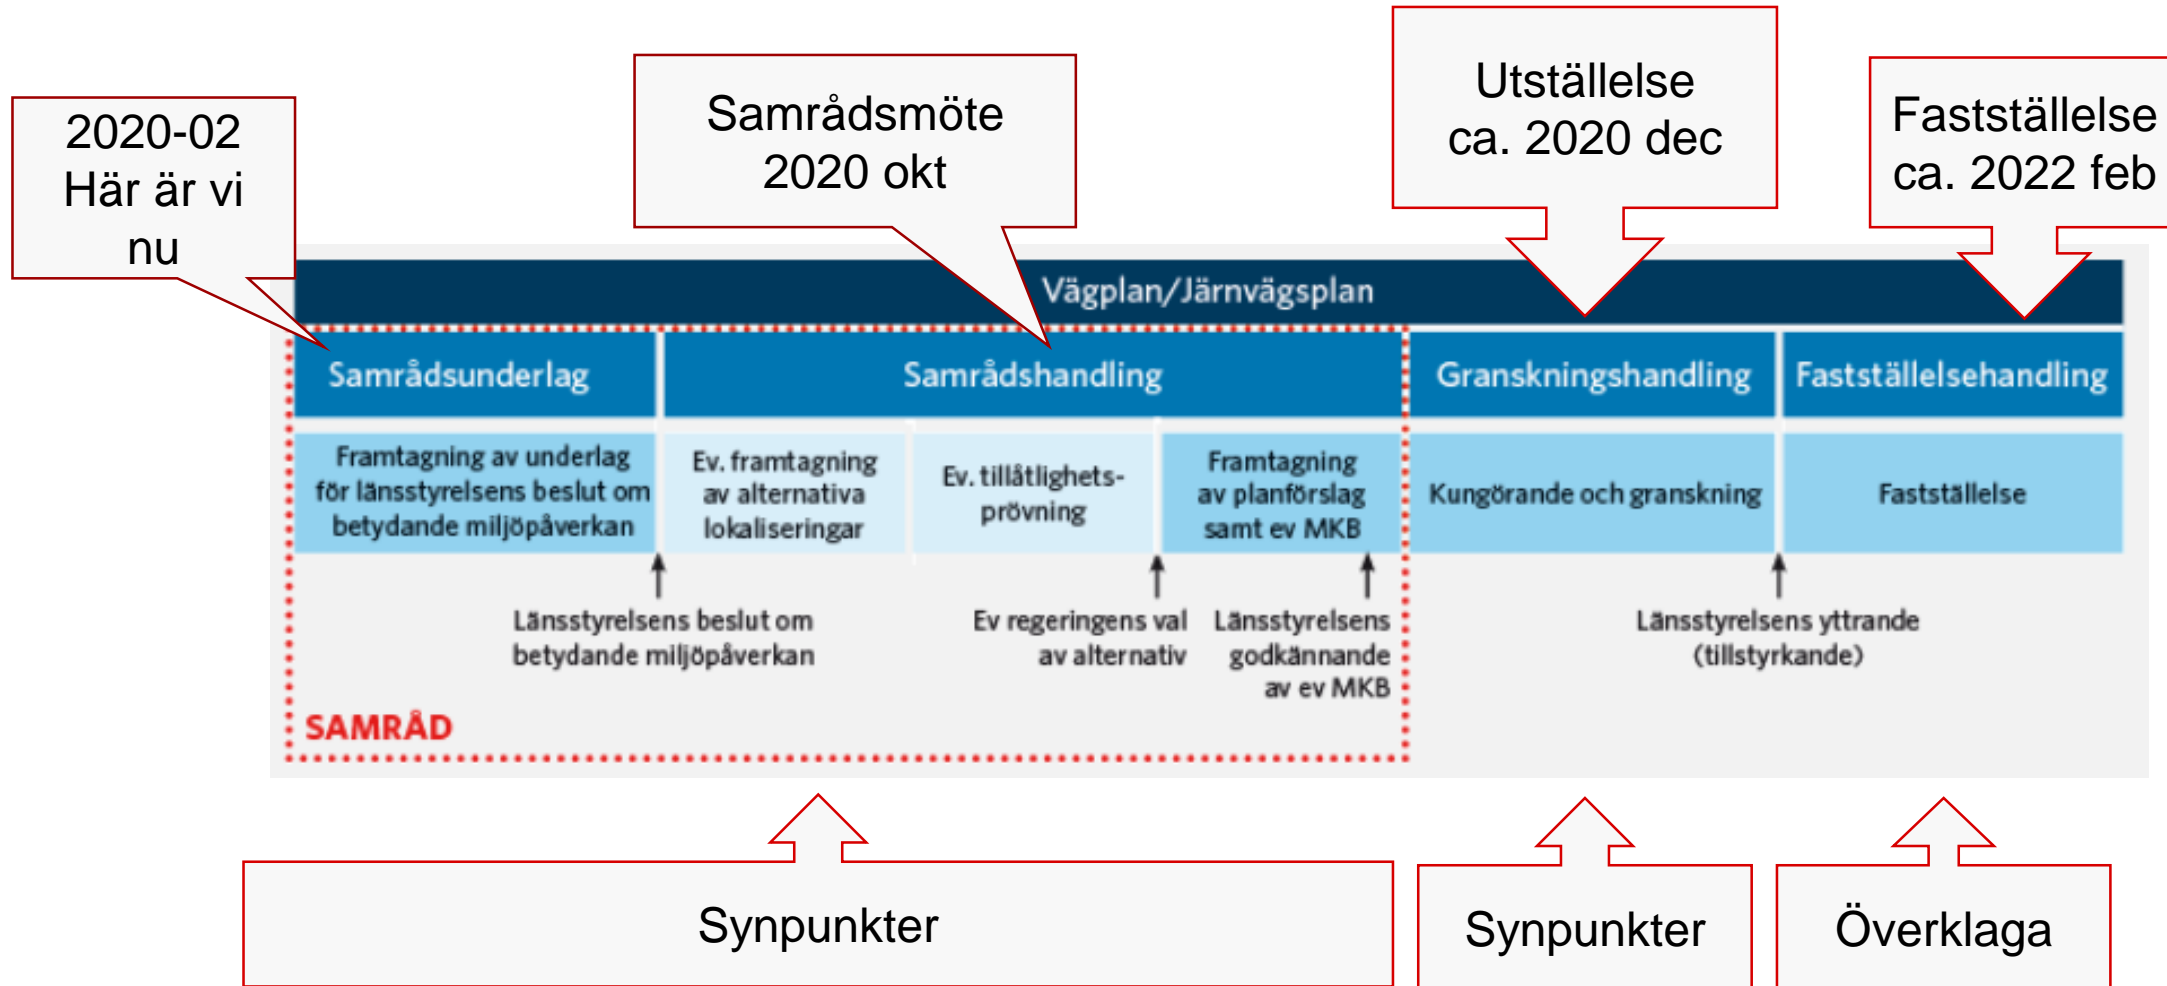 2020-02
Här är vi
nu
Samrådsmöte
2020 okt
Utställelse
ca. 2020 dec
Fastställelse
ca. 2022 feb
Vägplan/Järnvägsplan
Samrådsunderlag
Samrådshandling
Granskningshandling
Fastställelsehandling
Framtagning av underlag
för länsstyrelsens beslut om
betydande miljöpåverkan
Ev. framtagning
av alternativa
lokaliseringar
Ev. tillåtlighets-
prövning
Framtagning
av planförslag
samt ev MKB
Kungörande och granskning
Fastställelse
Länsstyrelsens beslut om
betydande miljöpåverkan
Ev regeringens val
av alternativ
Länsstyrelsens
godkännande
av ev MKB
Länsstyrelsens yttrande
(tillstyrkande)
SAMRÅD
Synpunkter
Synpunkter
Överklaga